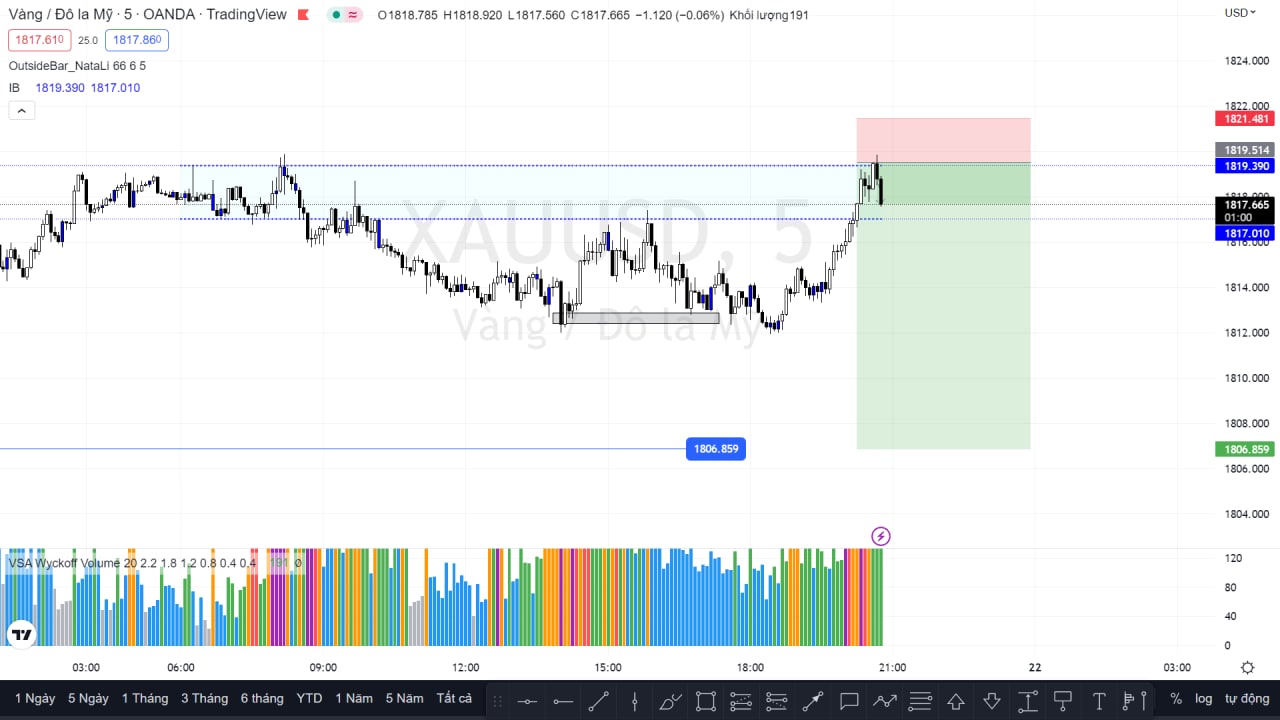 Vàng / Đô la Mỹ · 5 · OANDA · TradingView O1818.785 H1818.920 L1817.560 C1817.665 −1.120 (−0.06%) Khối lượng191
USD
1817.610 25.0 1817.860
OutsideBar_NataLi 66 6 5
IB 1819.390 1817.010
XAUUSD, 5
Vàng / Đô la Mỹ
1824.000
1822.000
1821.481
1819.514
1819.390
1818.000
1817.665
01:00
1817.010
1816.000
1814.000
1812.000
1810.000
1808.000
1806.859
1806.859
1806.000
1804.000
VSA Wyckoff Volume 20 2.2 1.8 1.2 0.8 0.4 0.4 191 Ø
120
80
40
0
03:00 06:00 09:00 12:00 15:00 18:00 21:00 22 03:00
1 Ngày 5 Ngày 1 Tháng 3 Tháng 6 tháng YTD 1 Năm 5 Năm Tất cả % log tự động